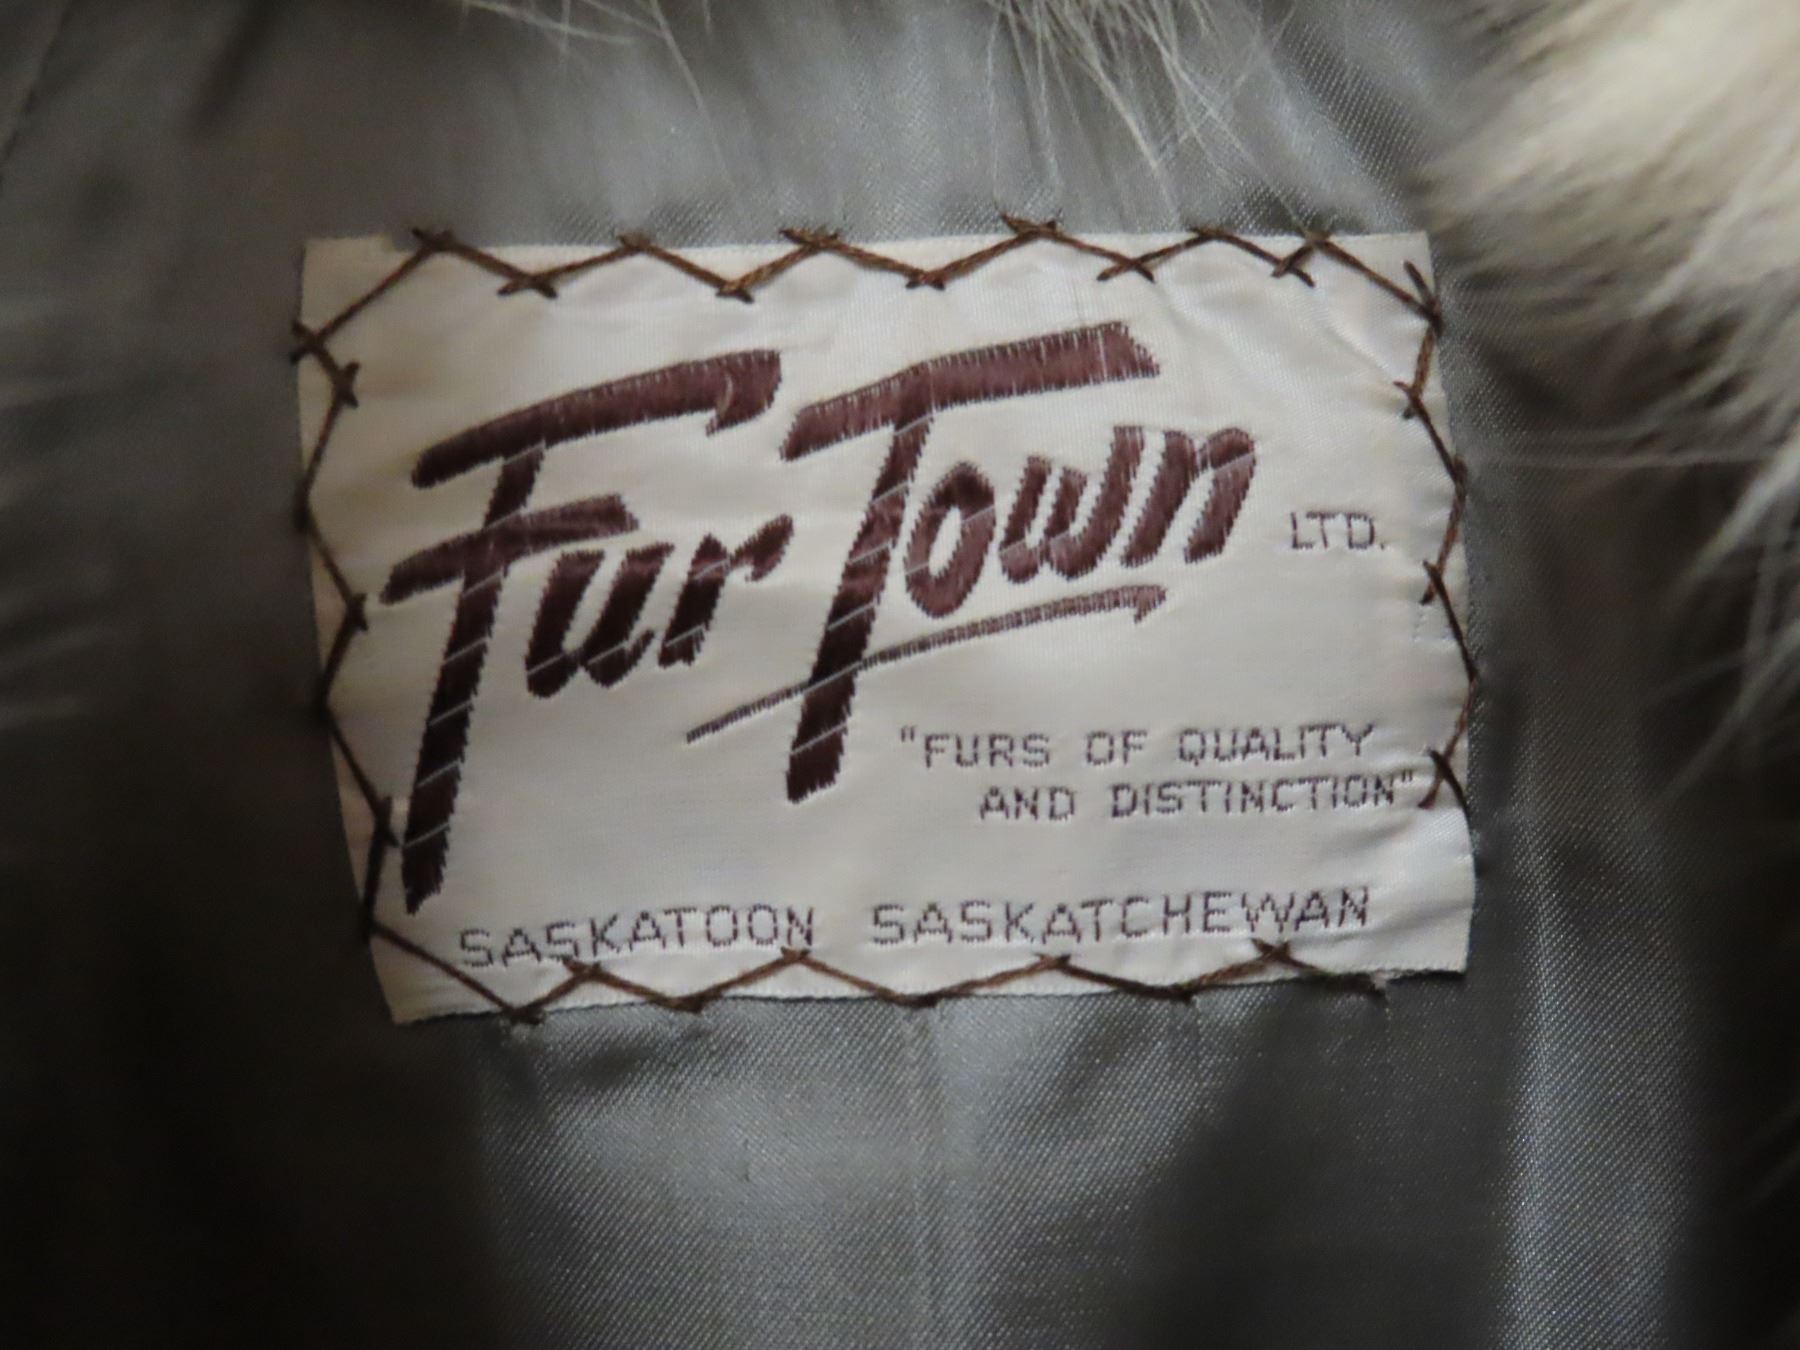 Fur Town LTD.
"FURS OF QUALITY
AND DISTINCTION"
SASKATOON SASKATCHEWAN